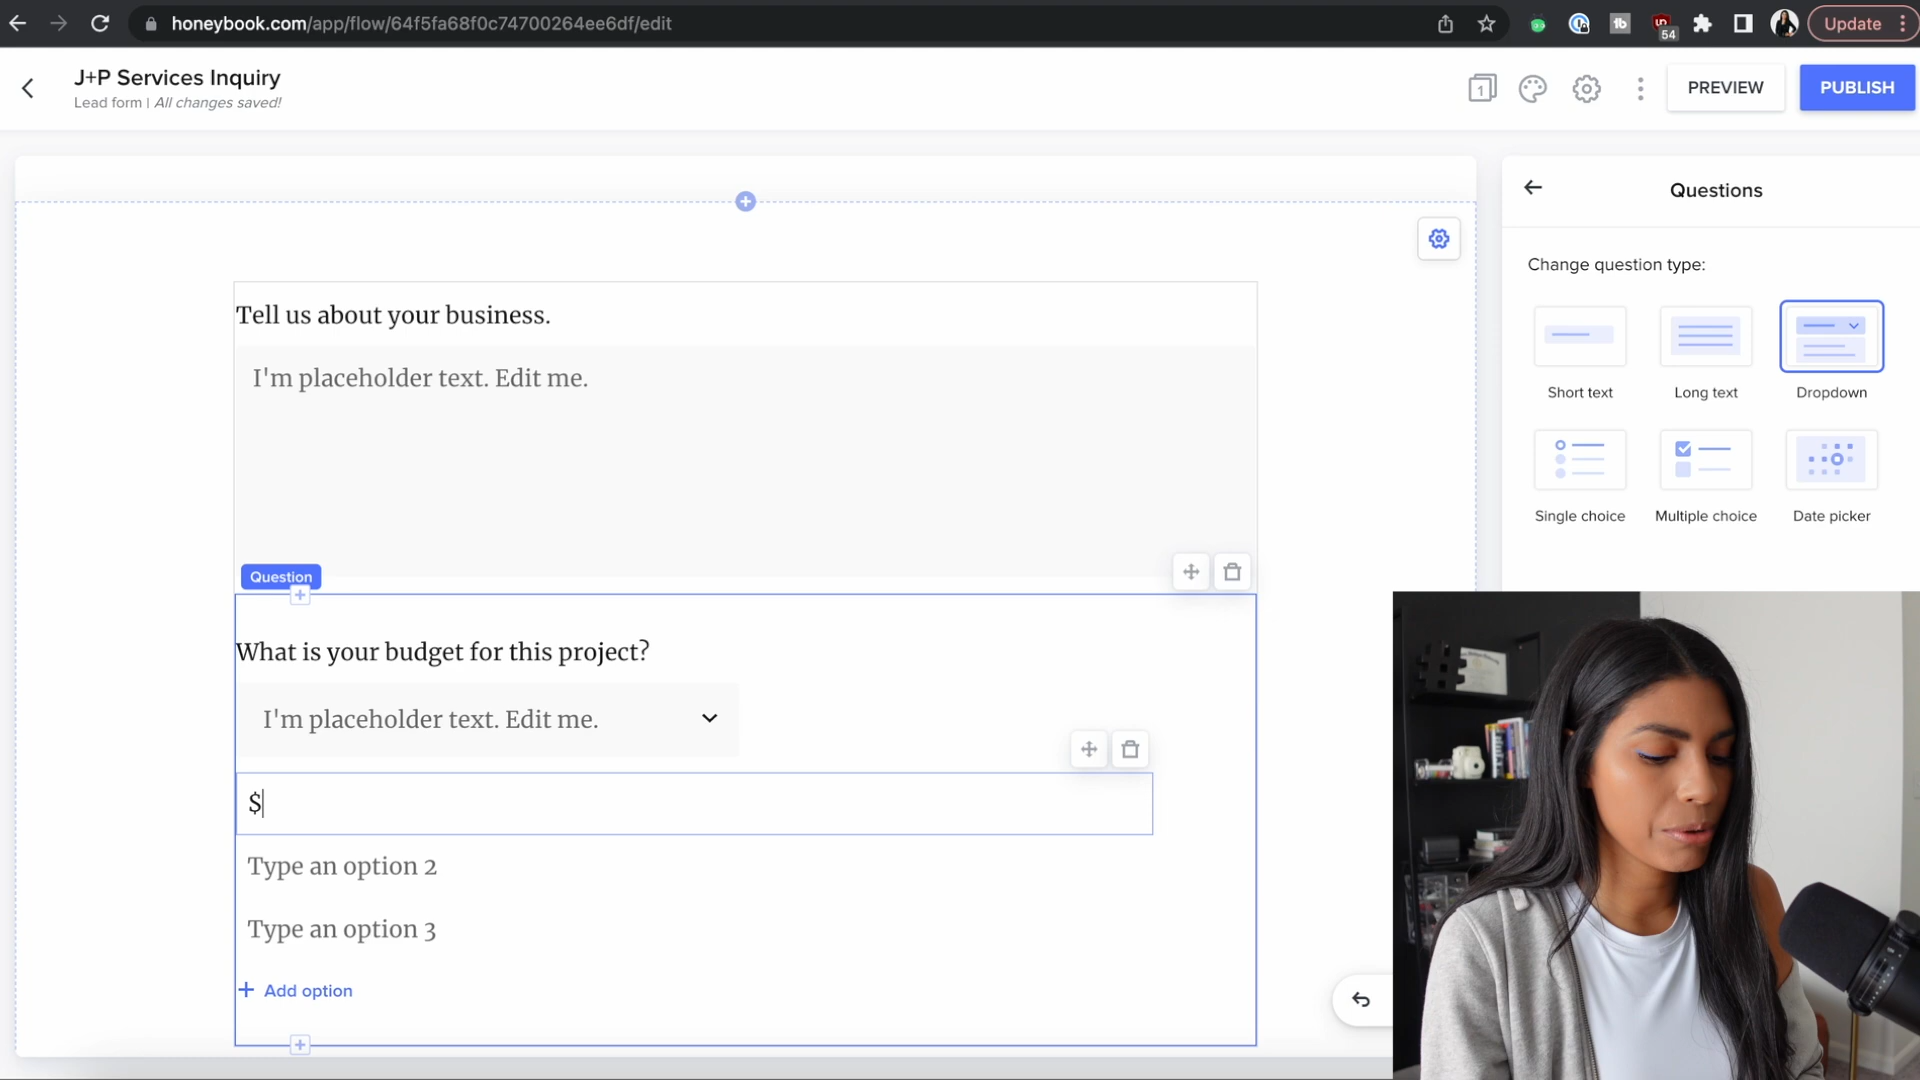 honeybook.com/app/flow/64f5fa68f0c74700264ee6df/edit
54
Update
J+P Services Inquiry
Lead form | All changes saved!
1
PREVIEW
PUBLISH
Questions
Change question type:
Short text
Long text
Dropdown
Single choice
Multiple choice
Date picker
Tell us about your business.
I'm placeholder text. Edit me.
Question
What is your budget for this project?
I'm placeholder text. Edit me.
$
Type an option 2
Type an option 3
+ Add option